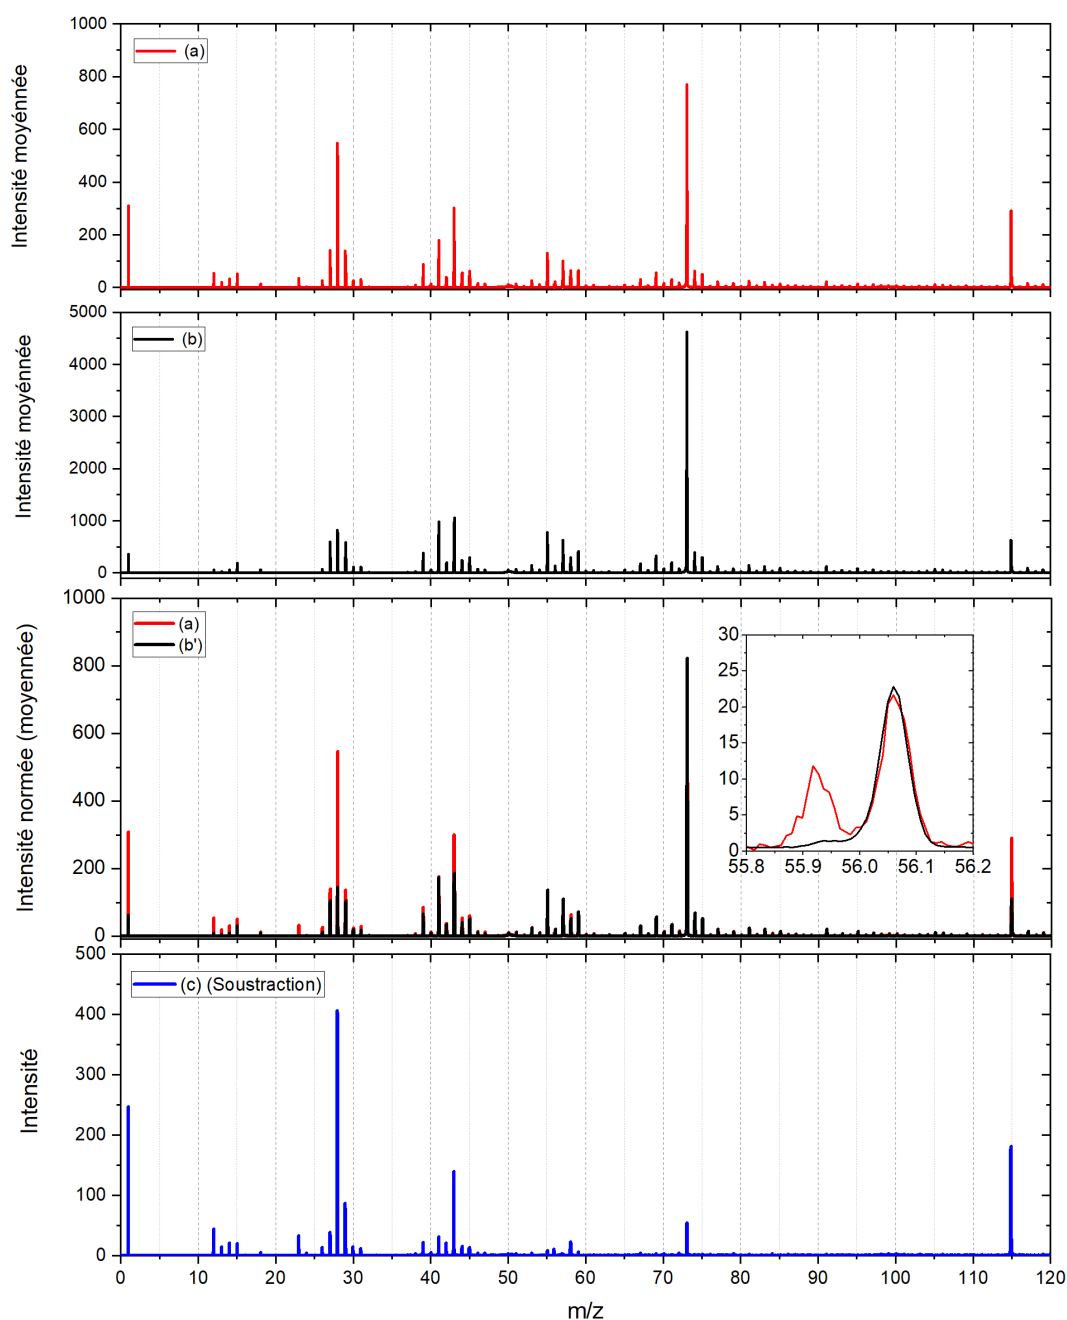 1000
(a)
800
600
400
200
0
Intensité moyénnée
5000
(b)
4000
3000
2000
1000
0
Intensité moyénnée
1000
(a)
(b')
800
600
400
200
0
Intensité normée (moyennée)
30
25
20
15
10
5
0
55.8 55.9 56.0 56.1 56.2
500
(c) (Soustraction)
400
300
200
100
0
Intensité
0 10 20 30 40 50 60 70 80 90 100 110 120
m/z